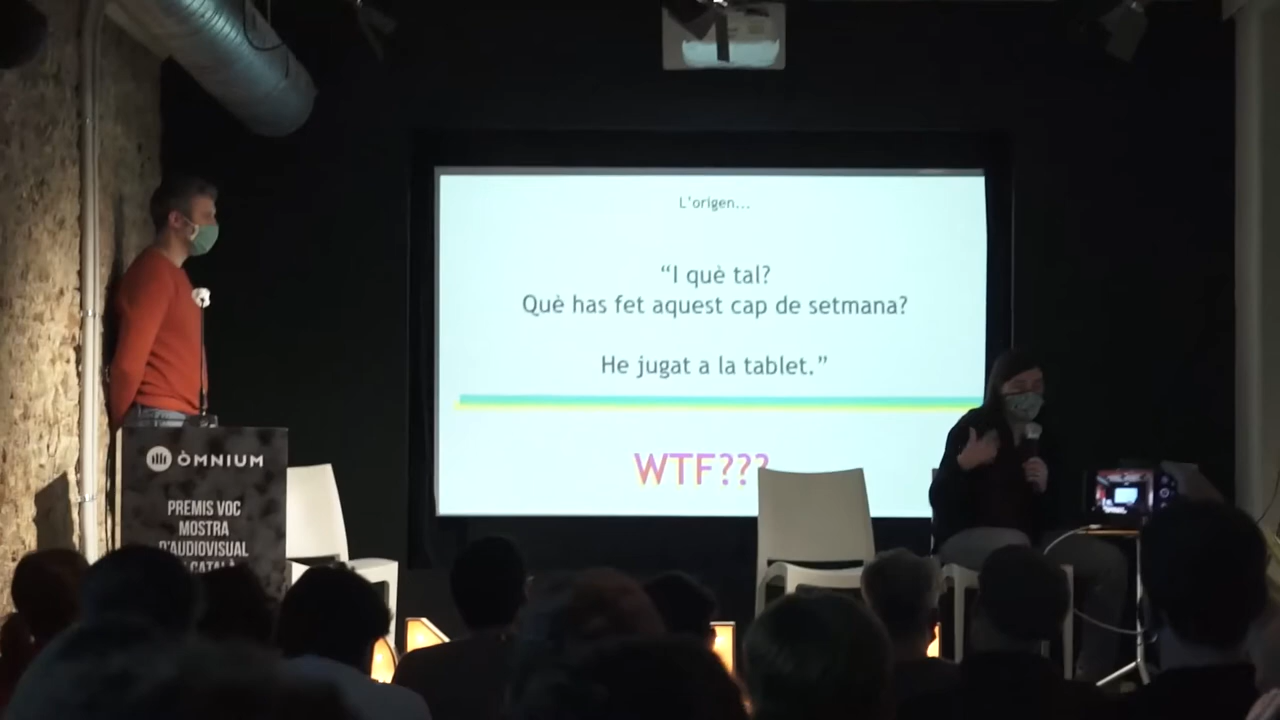 L'origen...
“I què tal?
Què has fet aquest cap de setmana?
He jugat a la tablet.”
WTF???
ÒMNIUM
PREMIS VOC
MOSTRA
D'AUDIOVISUAL
CATALÀ